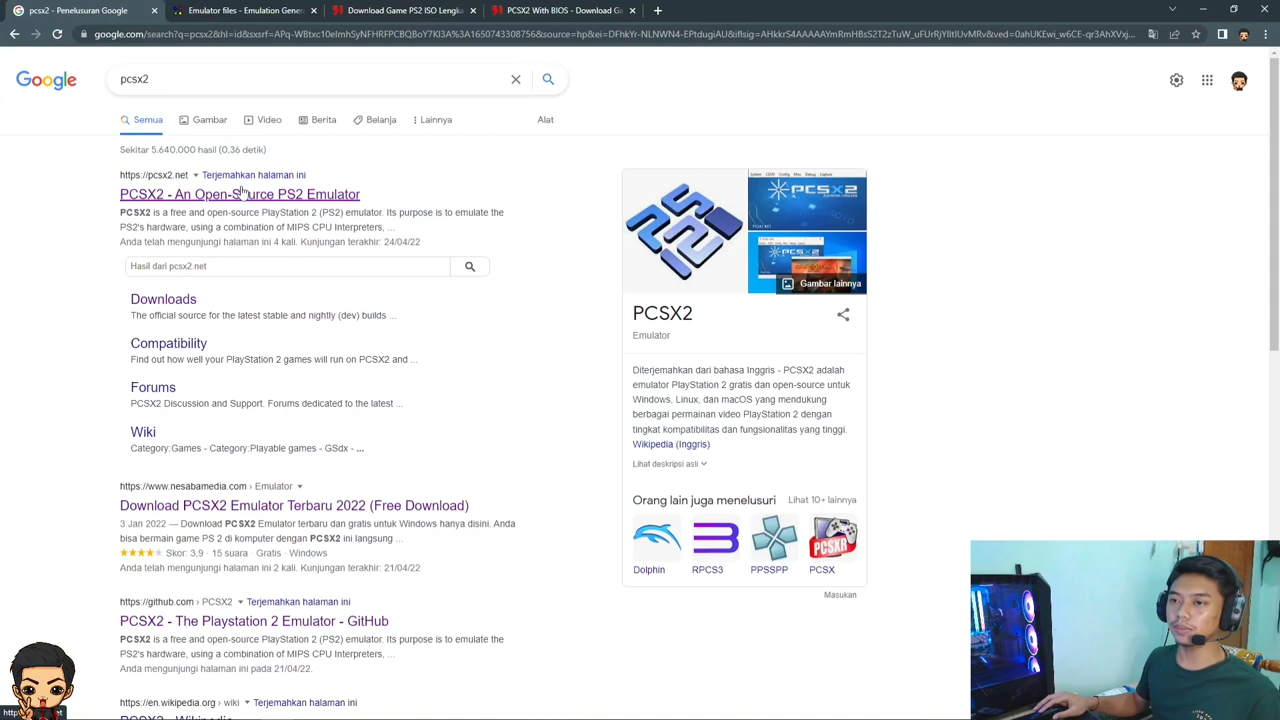 pcsx2 - Penelusuran Google
Emulator files - Emulation Gener
Download Game PS2 ISO Lengka
PCSX2 With BIOS - Download Ga
Google
pcsx2
Semua
Gambar
Video
Berita
Belanja
Lainnya
Alat
Sekitar 5.640.000 hasil (0,36 detik)
https://pcsx2.net
Terjemahkan halaman ini
PCSX2 - An Open-Source PS2 Emulator
PCSX2 is a free and open-source PlayStation 2 (PS2) emulator. Its purpose is to emulate the
PS2's hardware, using a combination of MIPS CPU Interpreters, ...
Anda telah mengunjungi halaman ini 4 kali. Kunjungan terakhir: 24/04/22
Hasil dari pcsx2.net
Downloads
The official source for the latest stable and nightly (dev) builds ...
Compatibility
Find out how well your PlayStation 2 games will run on PCSX2 and ...
Forums
PCSX2 Discussion and Support. Forums dedicated to the latest ...
Wiki
Category:Games - Category:Playable games - GSdx - ...
https://www.nesabamedia.com › Emulator
Download PCSX2 Emulator Terbaru 2022 (Free Download)
3 Jan 2022 — Download PCSX2 Emulator terbaru dan gratis untuk Windows hanya disini. Anda
bisa bermain game PS 2 di komputer dengan PCSX2 ini langsung ...
Skor: 3,9 · 15 suara · Gratis · Windows
Anda telah mengunjungi halaman ini 2 kali. Kunjungan terakhir: 21/04/22
https://github.com › PCSX2
Terjemahkan halaman ini
PCSX2 - The Playstation 2 Emulator - GitHub
PCSX2 is a free and open-source PlayStation 2 (PS2) emulator. Its purpose is to emulate the
PS2's hardware, using a combination of MIPS CPU Interpreters, ...
Anda mengunjungi halaman ini pada 21/04/22.
https://en.wikipedia.org › wiki
Terjemahkan halaman ini
PCSX2 - Wikipedia
PCSX2
Gambar lainnya
PCSX2
Emulator
Diterjemahkan dari bahasa Inggris - PCSX2 adalah
emulator PlayStation 2 gratis dan open-source untuk
Windows, Linux, dan macOS yang mendukung
berbagai permainan video PlayStation 2 dengan
tingkat kompatibilitas dan fungsionalitas yang tinggi.
Wikipedia (Inggris)
Lihat deskripsi asli
Orang lain juga menelusuri
Lihat 10+ lainnya
PCSXR
Dolphin
RPCS3
PPSSPP
PCSX
Masukan